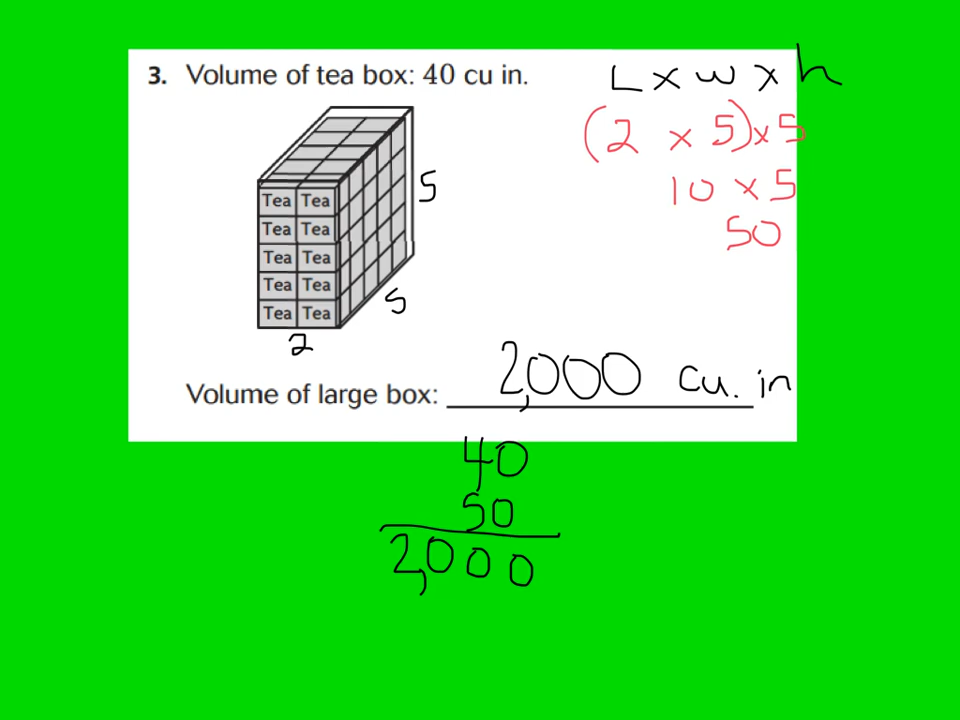 3. Volume of tea box: 40 cu in.
L x w x h
(2 x 5) x 5
10 x 5
50
Tea Tea
Tea Tea
Tea Tea
Tea Tea
Tea Tea
5
5
2
Volume of large box: 2,000 cu. in
40
50
2,000